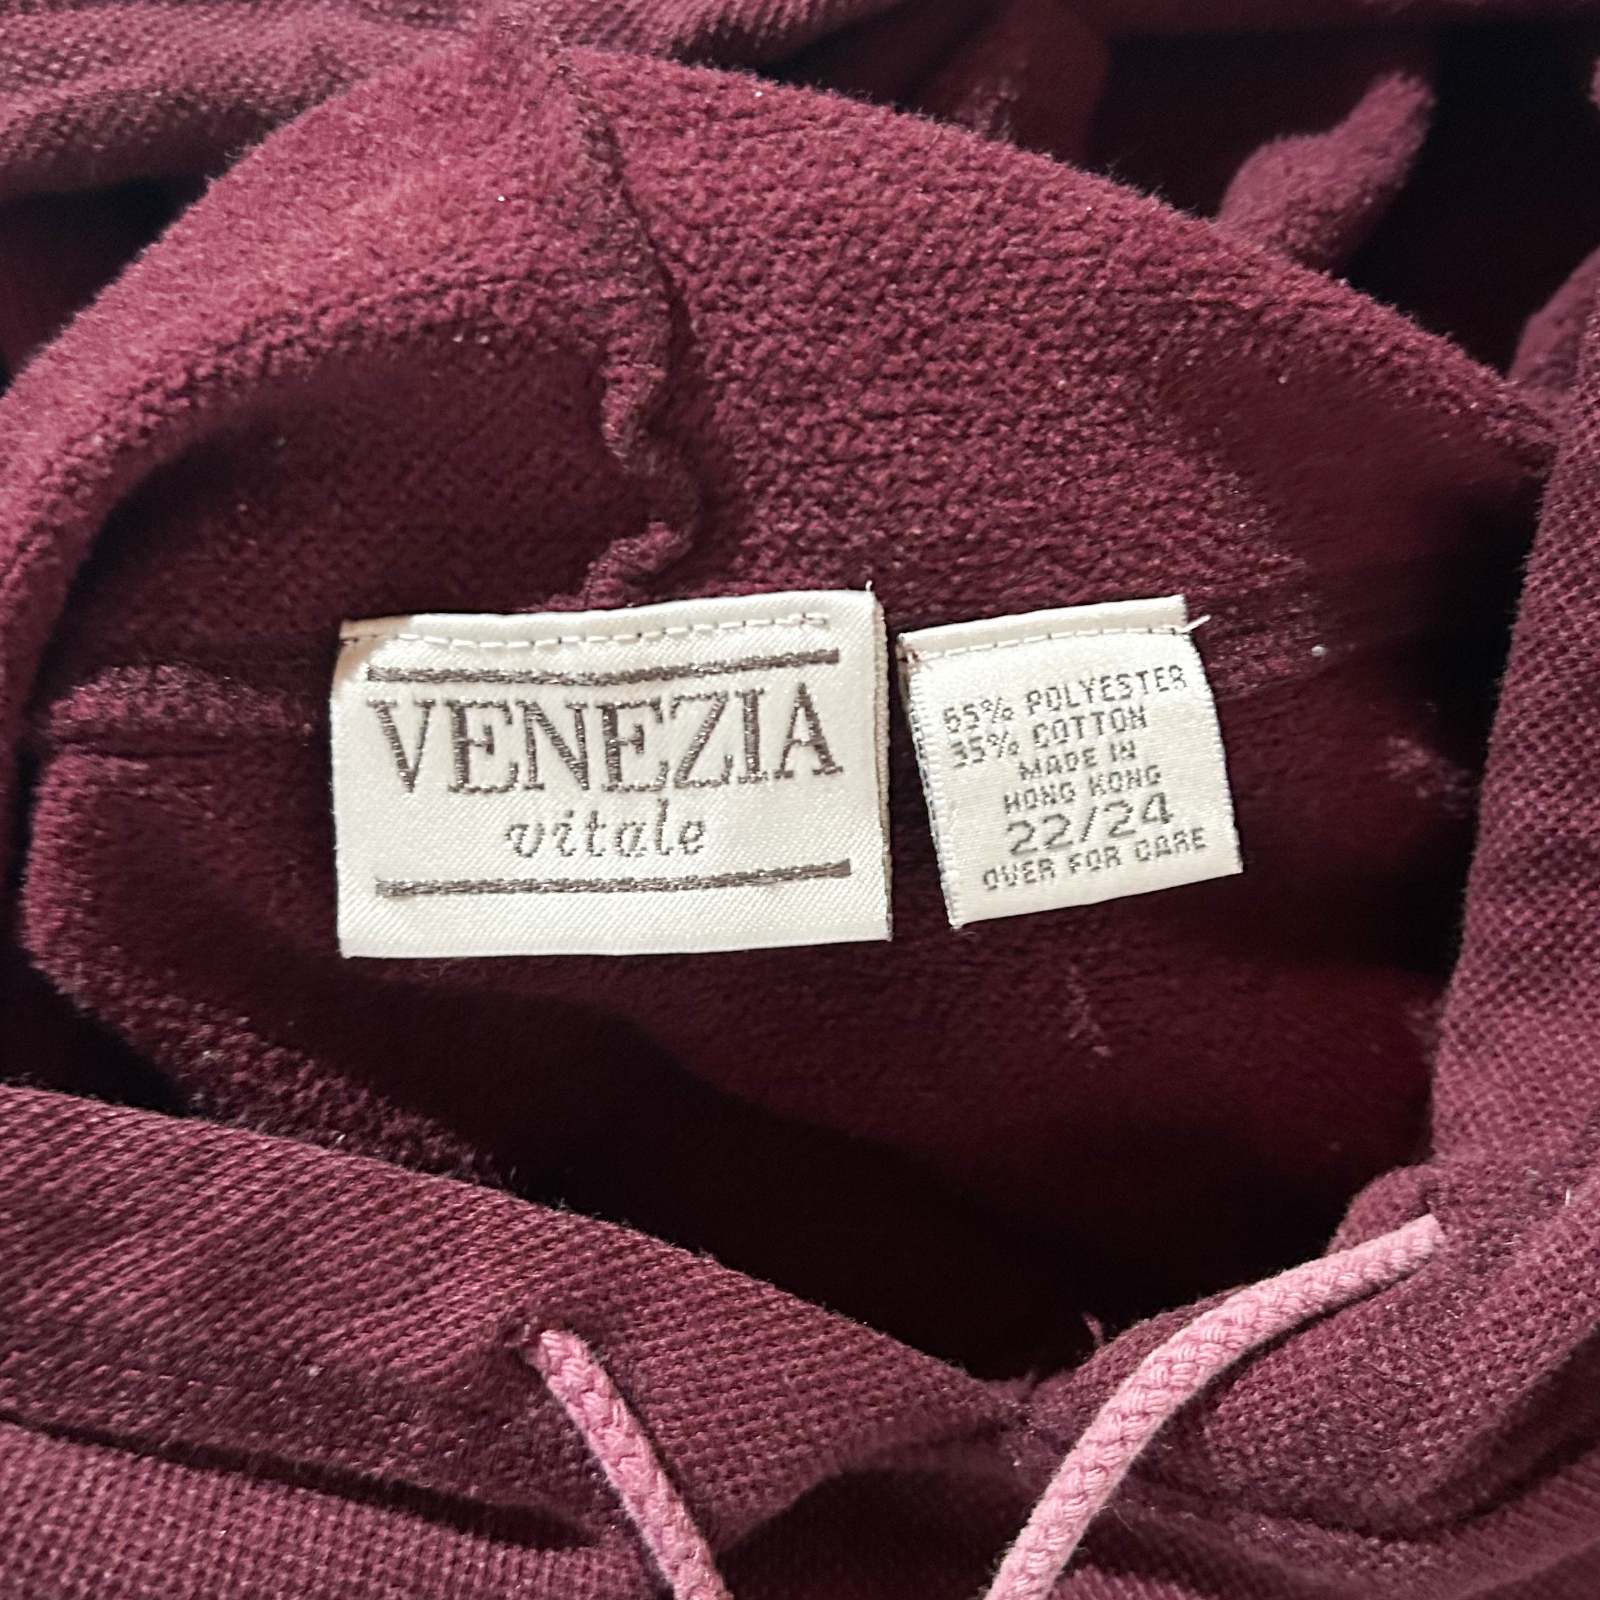 VENEZIA
vitale
65% POLYESTER
35% COTTON
MADE IN
HONG KONG
22/24
OVER FOR CARE